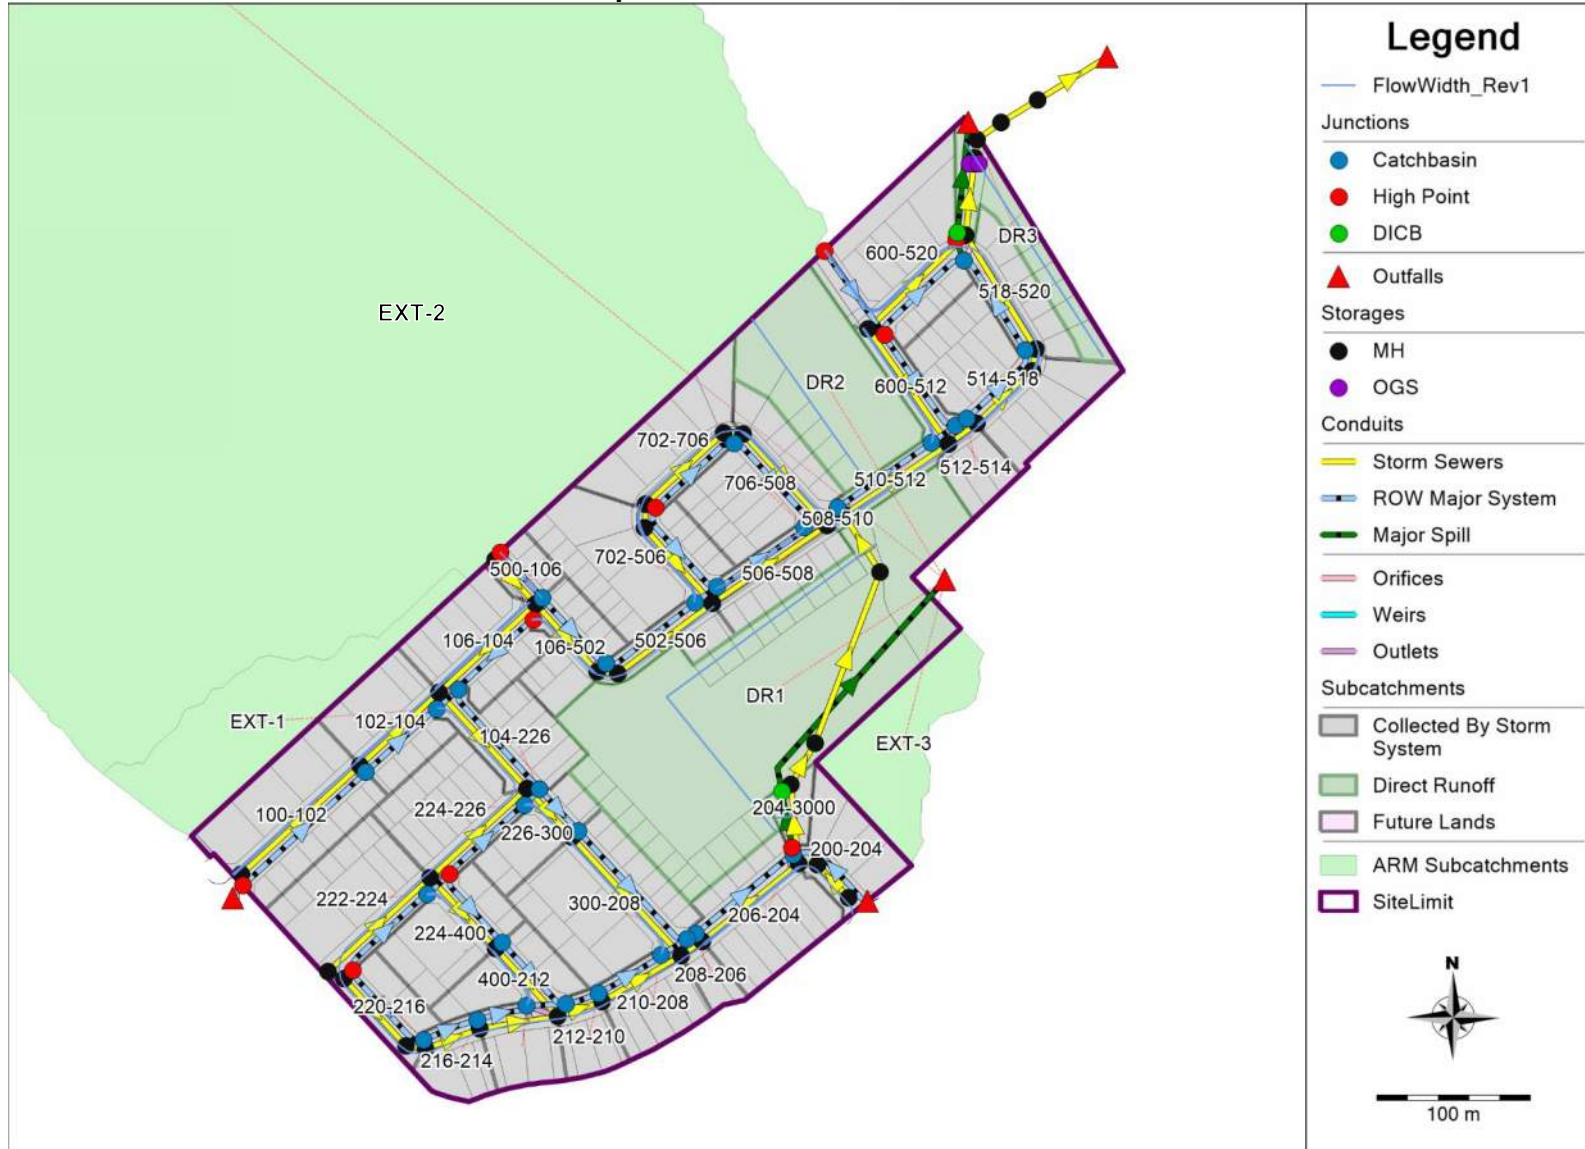 EXT-2
600-520
DR3
518-520
DR2
600-512
514-518
702-706
706-508
510-512
512-514
508-510
702-506
506-508
500-106
106-104
106-502
502-506
DR1
EXT-1
102-104
104-226
EXT-3
100-102
224-226
226-300
204-3000
200-204
222-224
300-208
206-204
224-400
400-212
208-206
220-216
210-208
212-210
216-214
Legend
FlowWidth_Rev1
Junctions
Catchbasin
High Point
DICB
Outfalls
Storages
MH
OGS
Conduits
Storm Sewers
ROW Major System
Major Spill
Orifices
Weirs
Outlets
Subcatchments
Collected By Storm
System
Direct Runoff
Future Lands
ARM Subcatchments
SiteLimit
N
100 m